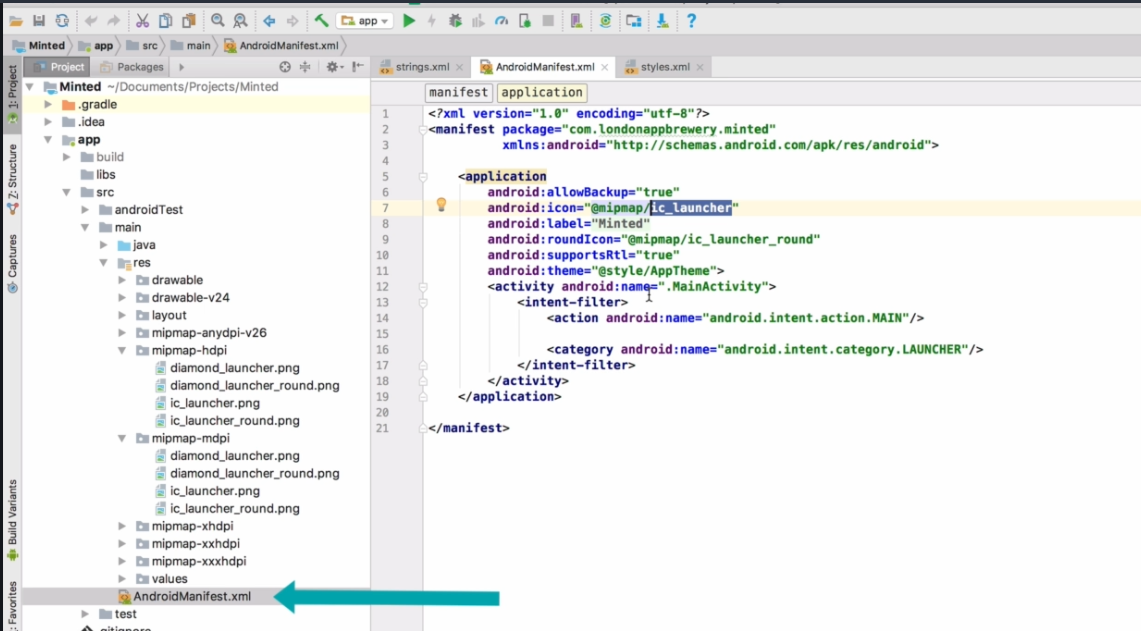 app
Minted app src main AndroidManifest.xml
Project Packages
strings.xml AndroidManifest.xml styles.xml
1: Project
Z: Structure
Captures
Build Variants
Favorites
Minted ~/Documents/Projects/Minted
.gradle
.idea
app
build
libs
src
androidTest
main
java
res
drawable
drawable-v24
layout
mipmap-anydpi-v26
mipmap-hdpi
diamond_launcher.png
diamond_launcher_round.png
ic_launcher.png
ic_launcher_round.png
mipmap-mdpi
diamond_launcher.png
diamond_launcher_round.png
ic_launcher.png
ic_launcher_round.png
mipmap-xhdpi
mipmap-xxhdpi
mipmap-xxxhdpi
values
AndroidManifest.xml
test
.gitignore
manifest application
1 <?xml version="1.0" encoding="utf-8"?>
2 <manifest package="com.londonappbrewery.minted"
3 xmlns:android="http://schemas.android.com/apk/res/android">
4
5 <application
6 android:allowBackup="true"
7 android:icon="@mipmap/ic_launcher"
8 android:label="Minted"
9 android:roundIcon="@mipmap/ic_launcher_round"
10 android:supportsRtl="true"
11 android:theme="@style/AppTheme">
12 <activity android:name=".MainActivity">
13 <intent-filter>
14 <action android:name="android.intent.action.MAIN"/>
15
16 <category android:name="android.intent.category.LAUNCHER"/>
17 </intent-filter>
18 </activity>
19 </application>
20
21 </manifest>